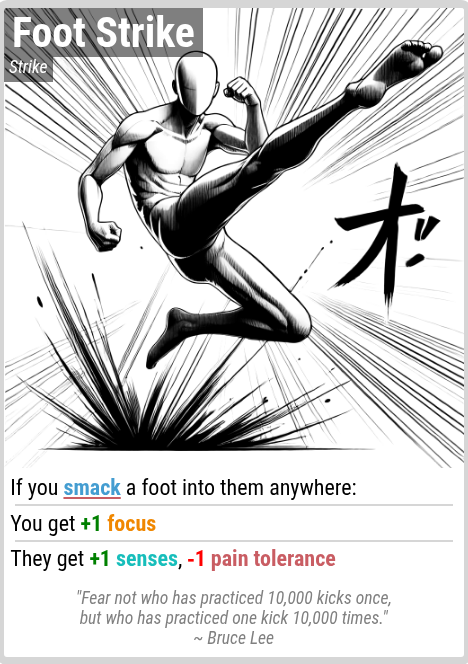 Foot Strike
Strike
If you smack a foot into them anywhere:
You get +1 focus
They get +1 senses, -1 pain tolerance
"Fear not who has practiced 10,000 kicks once,
but who has practiced one kick 10,000 times."
~ Bruce Lee